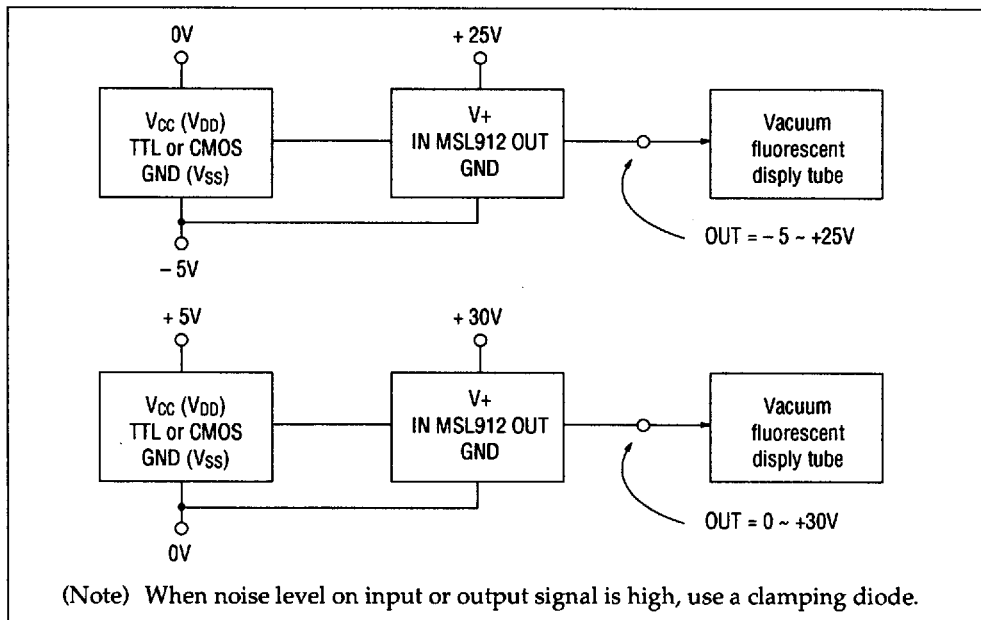 0V
+ 25V
VCC (VDD)
TTL or CMOS
GND (VSS)
V+
IN MSL912 OUT
GND
Vacuum
fluorescent
disply tube
OUT = – 5 ~ +25V
– 5V
+ 5V
+ 30V
VCC (VDD)
TTL or CMOS
GND (VSS)
V+
IN MSL912 OUT
GND
Vacuum
fluorescent
disply tube
OUT = 0 ~ +30V
0V
(Note) When noise level on input or output signal is high, use a clamping diode.